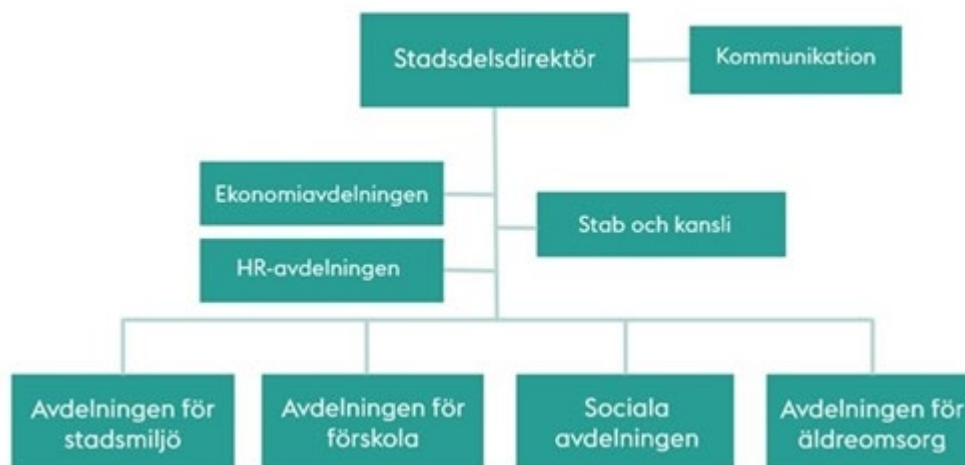 Stadsdelsdirektör
Kommunikation
Ekonomiavdelningen
Stab och kansli
HR-avdelningen
Avdelningen för
stadsmiljö
Avdelningen för
förskola
Sociala
avdelningen
Avdelningen för
äldreomsorg